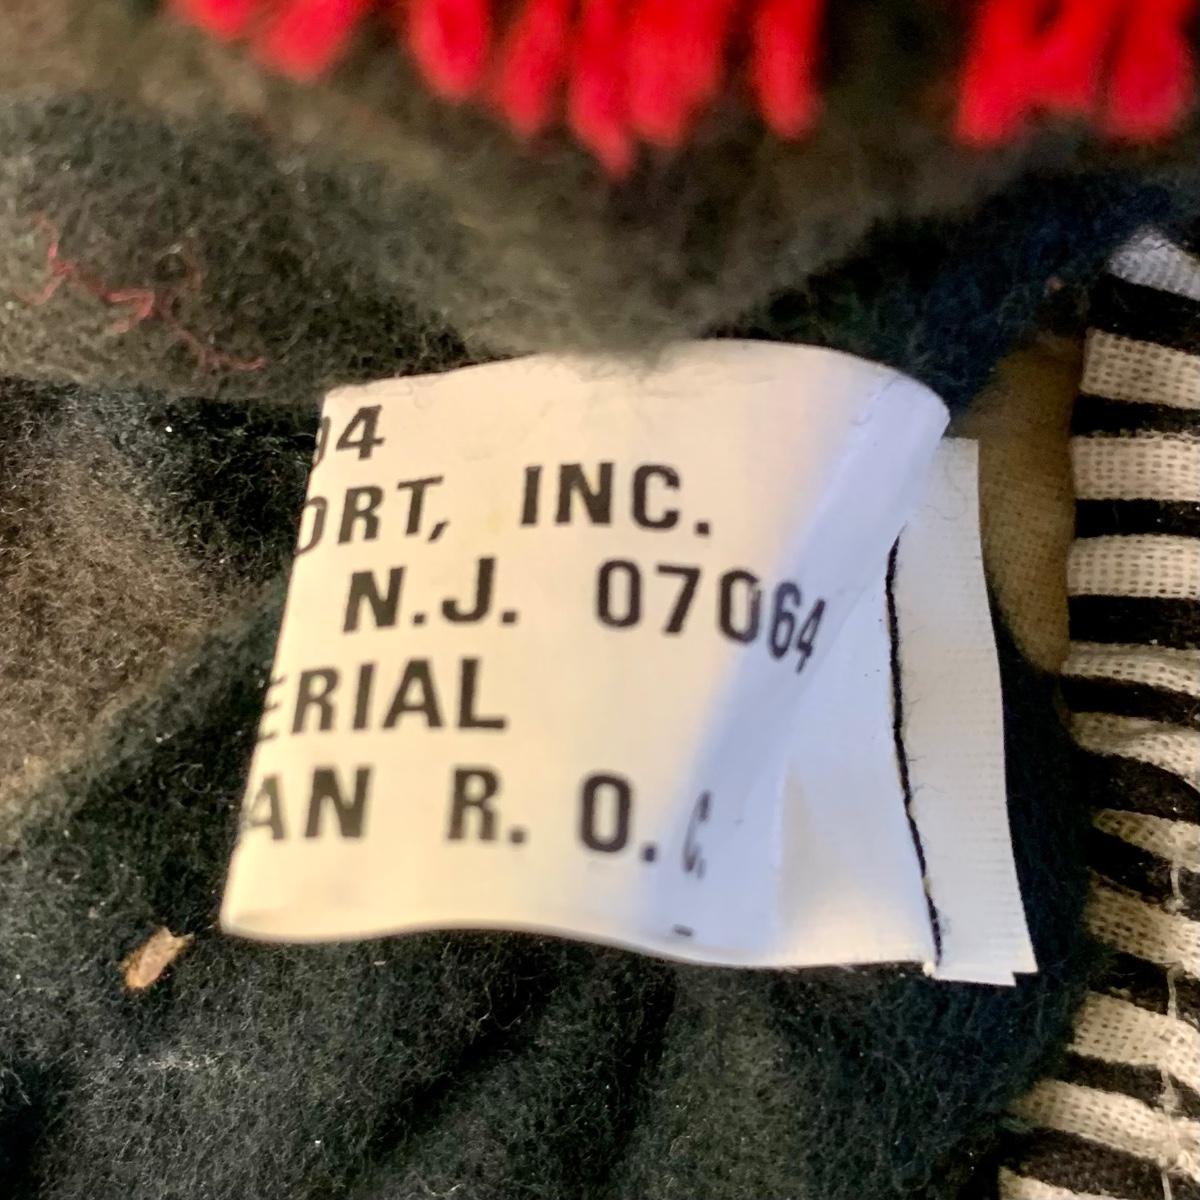 94
ORT, INC.
N.J. 07064
ERIAL
AN R. O. C.